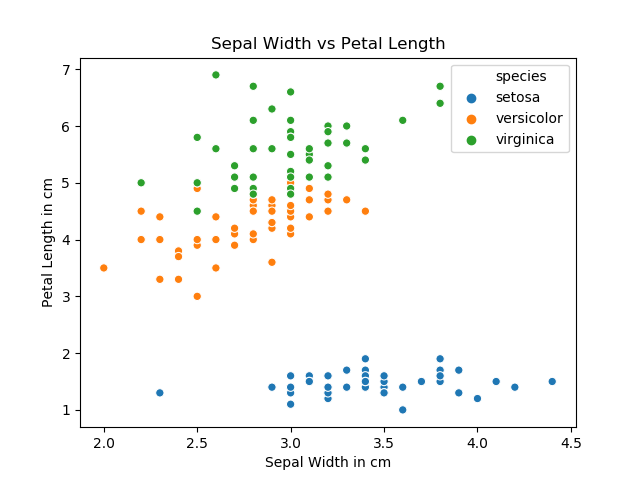 Sepal Width vs Petal Length
species
setosa
versicolor
virginica
7
6
5
4
3
2
1
Petal Length in cm
2.0 2.5 3.0 3.5 4.0 4.5
Sepal Width in cm